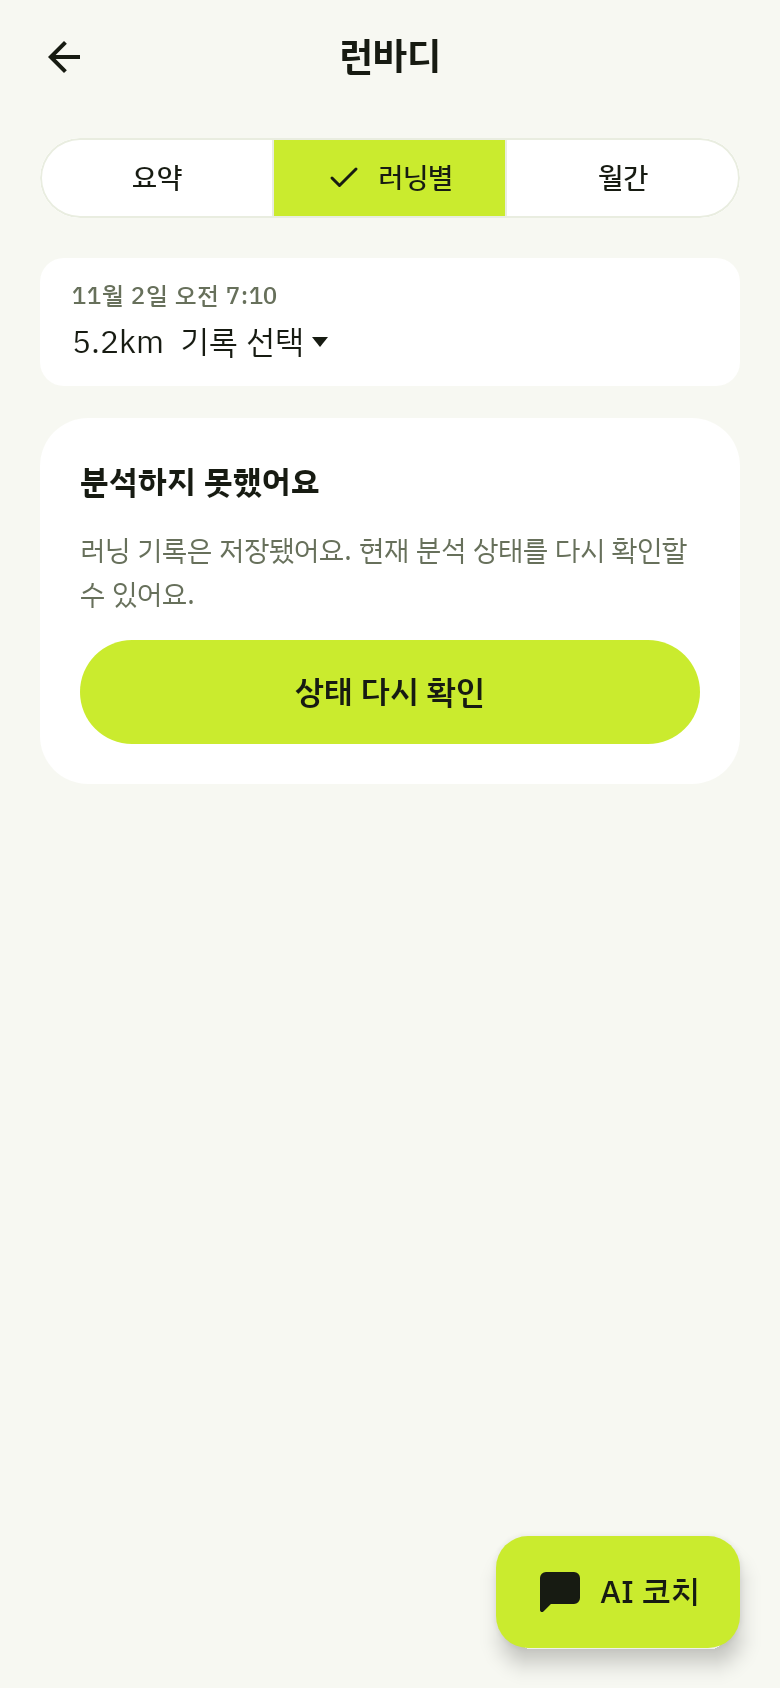 런바디
요약
러닝별
월간
11월 2일 오전 7:10
5.2km 기록 선택
분석하지 못했어요
러닝 기록은 저장됐어요. 현재 분석 상태를 다시 확인할
수 있어요.
상태 다시 확인
AI 코치